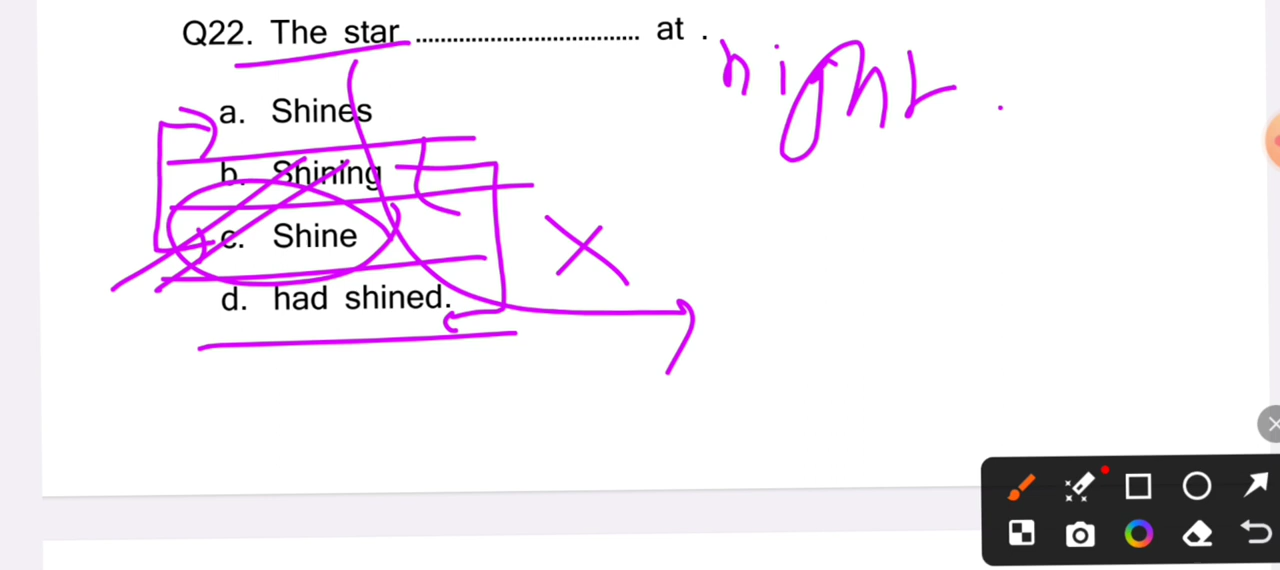 Q22. The star .................................... at .
night .
a. Shines
b. Shining
c. Shine
d. had shined.